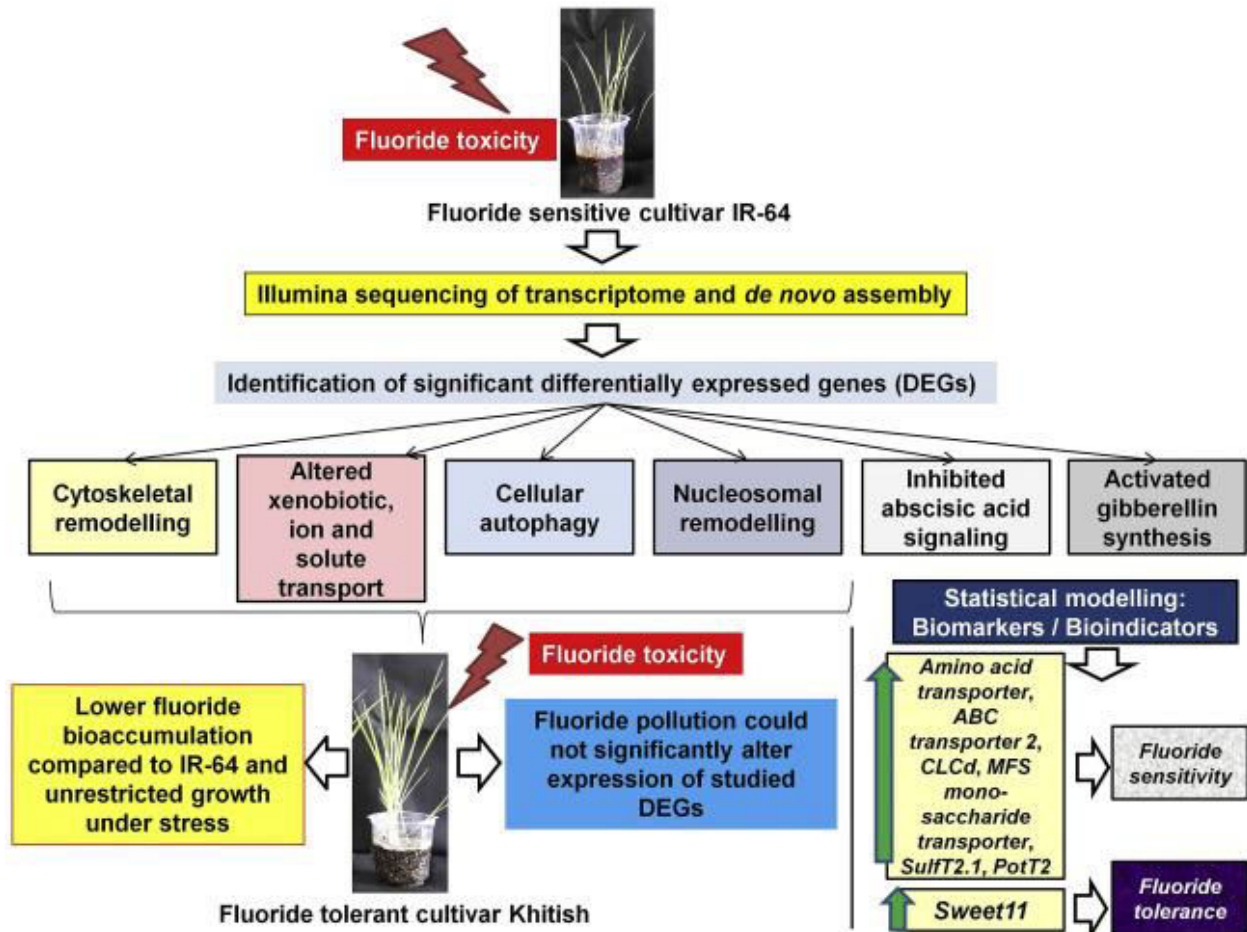 Fluoride toxicity
Fluoride sensitive cultivar IR-64
Illumina sequencing of transcriptome and de novo assembly
Identification of significant differentially expressed genes (DEGs)
Cytoskeletal
remodelling
Altered
xenobiotic,
ion and
solute
transport
Cellular
autophagy
Nucleosomal
remodelling
Inhibited
abscisic acid
signaling
Activated
gibberellin
synthesis
Fluoride toxicity
Lower fluoride
bioaccumulation
compared to IR-64 and
unrestricted growth
under stress
Fluoride pollution could
not significantly alter
expression of studied
DEGs
Fluoride tolerant cultivar Khitish
Statistical modelling:
Biomarkers / Bioindicators
Amino acid
transporter,
ABC
transporter 2,
CLCd, MFS
mono-
saccharide
transporter,
SulfT2.1, PotT2
Fluoride
sensitivity
Sweet11
Fluoride
tolerance